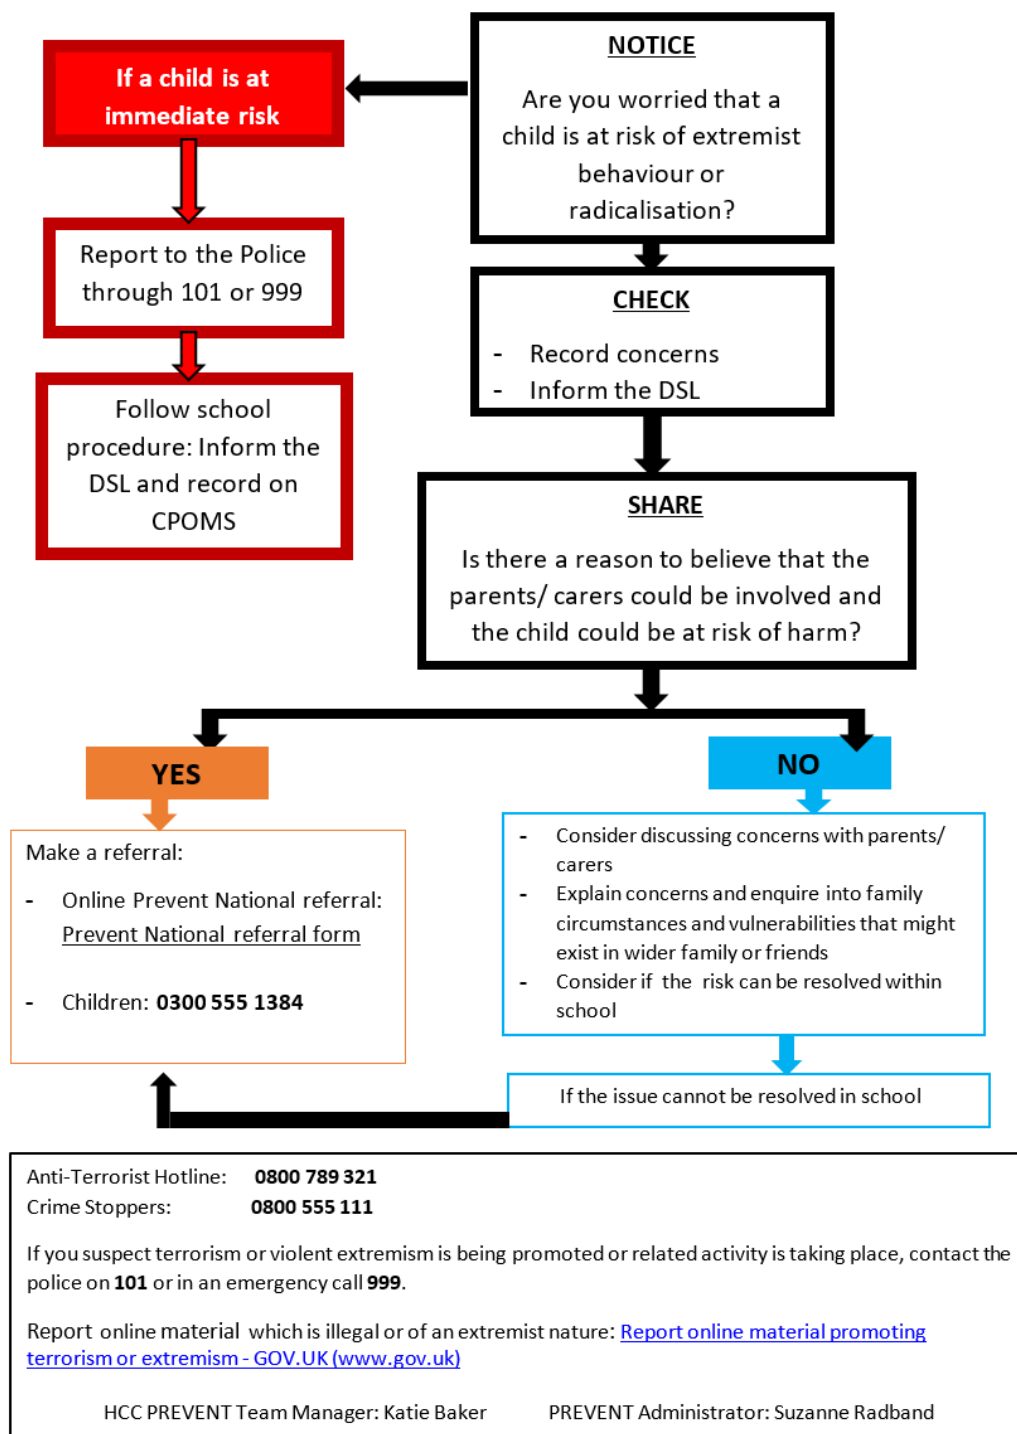 If a child is at
immediate risk
Report to the Police
through 101 or 999
Follow school
procedure: Inform the
DSL and record on
CPOMS
NOTICE
Are you worried that a
child is at risk of extremist
behaviour or
radicalisation?
CHECK
- Record concerns
- Inform the DSL
SHARE
Is there a reason to believe that the
parents/ carers could be involved and
the child could be at risk of harm?
YES
Make a referral:
- Online Prevent National referral:
Prevent National referral form
- Children: 0300 555 1384
NO
- Consider discussing concerns with parents/
carers
- Explain concerns and enquire into family
circumstances and vulnerabilities that might
exist in wider family or friends
- Consider if the risk can be resolved within
school
If the issue cannot be resolved in school
Anti-Terrorist Hotline: 0800 789 321
Crime Stoppers: 0800 555 111
If you suspect terrorism or violent extremism is being promoted or related activity is taking place, contact the
police on 101 or in an emergency call 999.
Report online material which is illegal or of an extremist nature: Report online material promoting
terrorism or extremism - GOV.UK (www.gov.uk)
HCC PREVENT Team Manager: Katie Baker PREVENT Administrator: Suzanne Radband